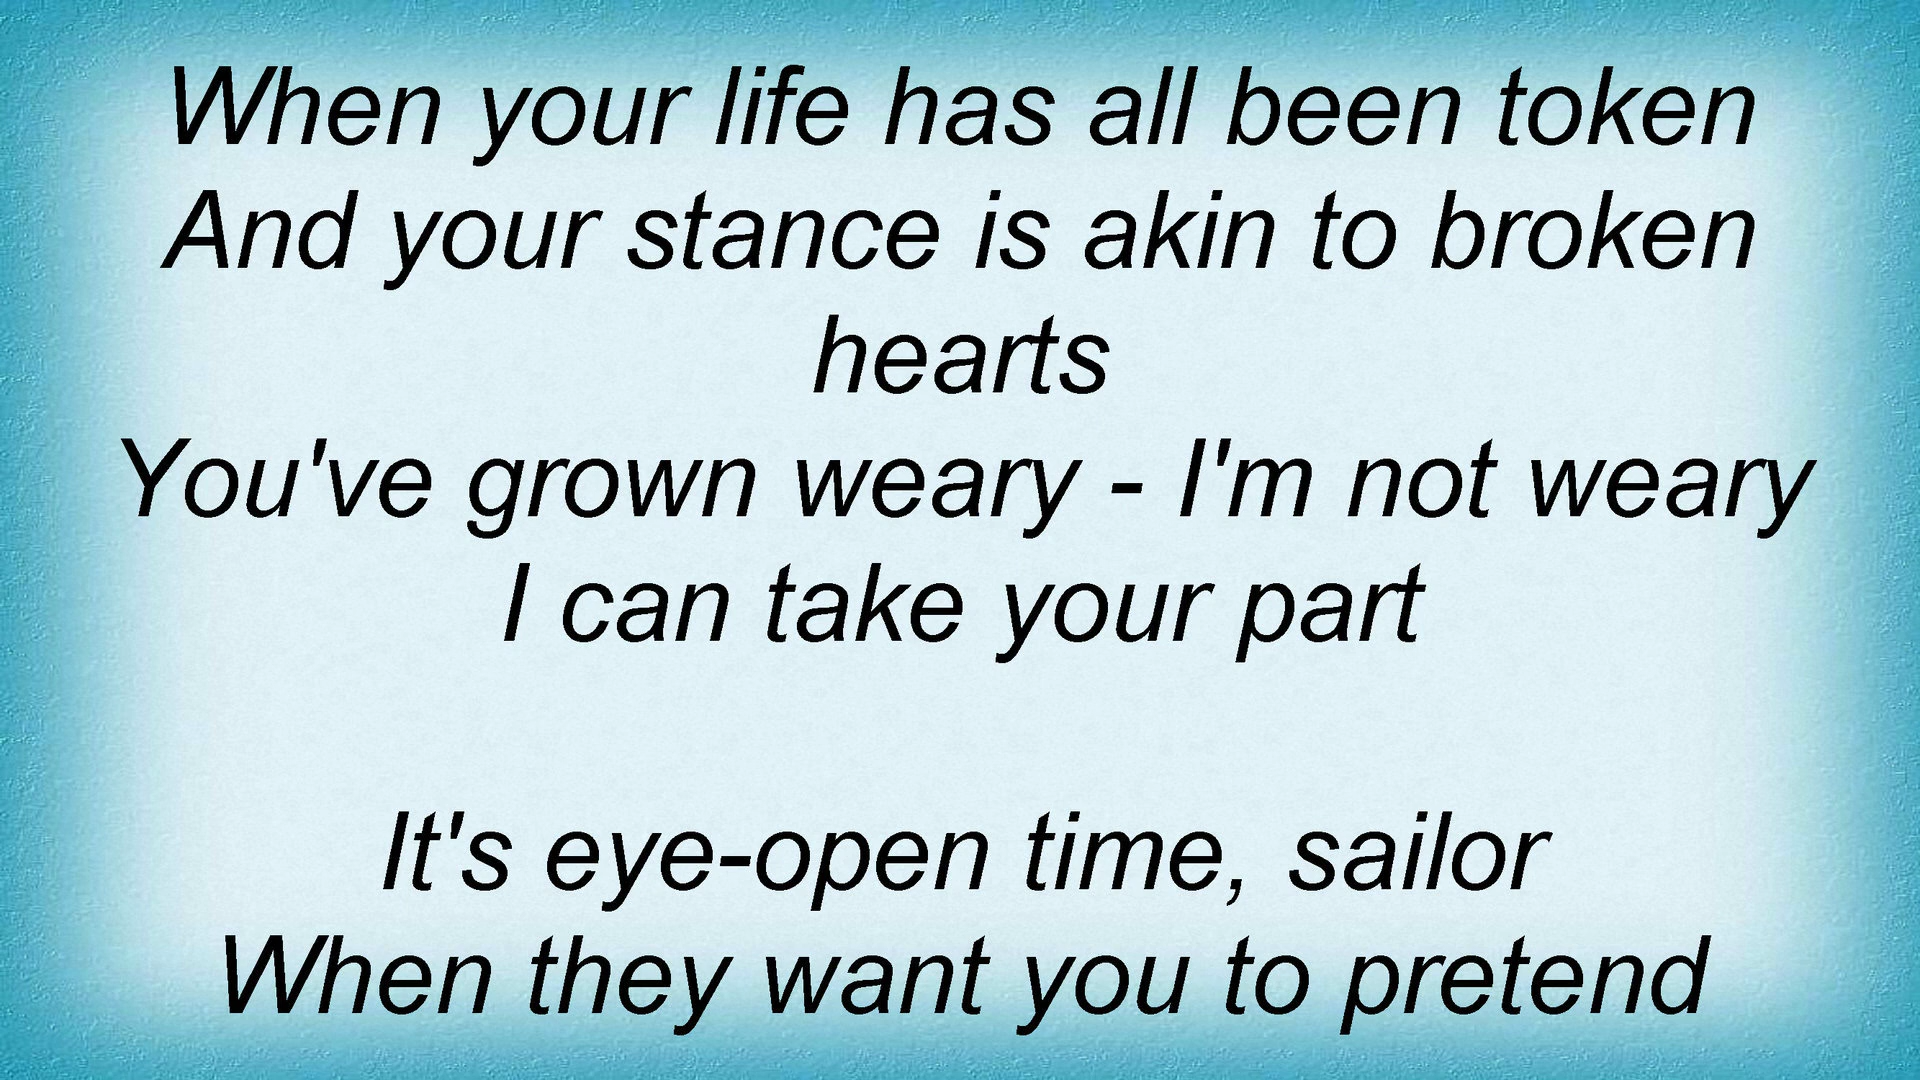 When your life has all been token
And your stance is akin to broken
hearts
You've grown weary - I'm not weary
I can take your part
It's eye-open time, sailor
When they want you to pretend